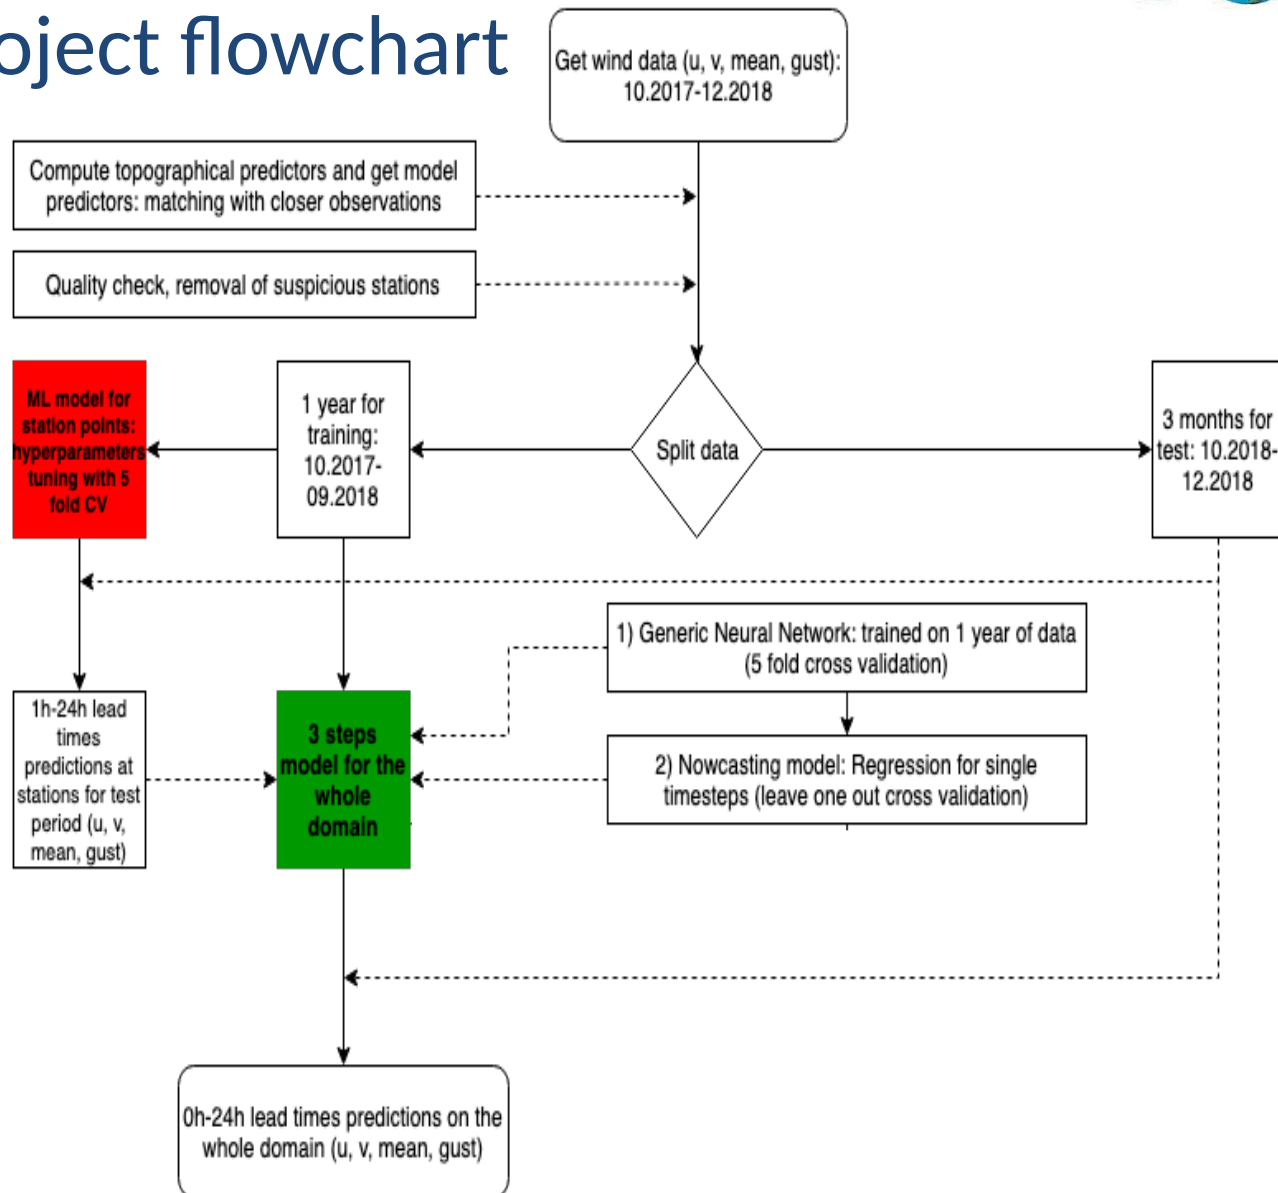 oject flowchart
Get wind data (u, v, mean, gust):
10.2017-12.2018
Compute topographical predictors and get model
predictors: matching with closer observations
Quality check, removal of suspicious stations
ML model for
station points:
hyperparameters
tuning with 5
fold CV
1 year for
training:
10.2017-
09.2018
Split data
3 months for
test: 10.2018-
12.2018
1) Generic Neural Network: trained on 1 year of data
(5 fold cross validation)
1h-24h lead
times
predictions at
stations for test
period (u, v,
mean, gust)
3 steps
model for the
whole
domain
2) Nowcasting model: Regression for single
timesteps (leave one out cross validation)
0h-24h lead times predictions on the
whole domain (u, v, mean, gust)